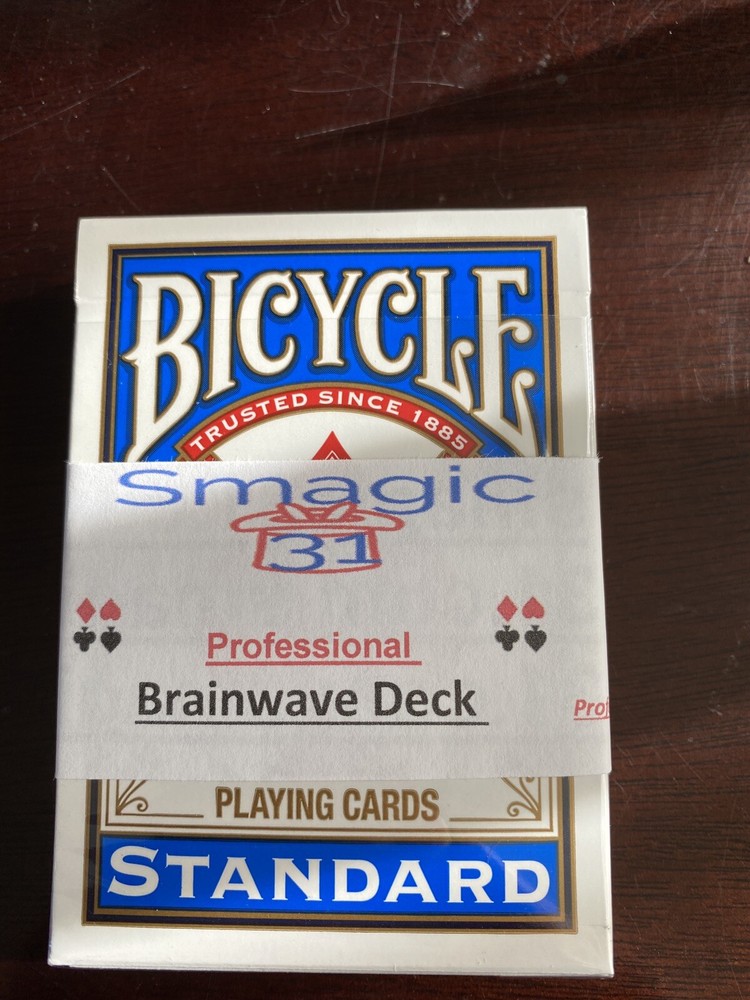 BICYCLE
TRUSTED SINCE 1885
Smagic
31
Professional
Brainwave Deck
PLAYING CARDS
STANDARD